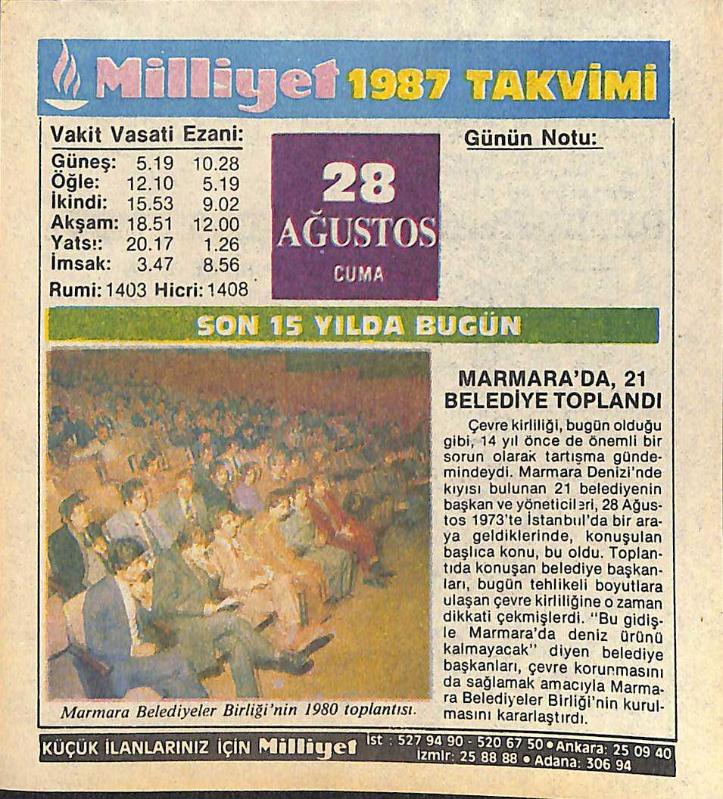 Milliyet 1987 TAKVİMİ
Vakit Vasati Ezani:
Güneş: 5.19 10.28
Öğle: 12.10 5.19
İkindi: 15.53 9.02
Akşam: 18.51 12.00
Yatsı: 20.17 1.26
İmsak: 3.47 8.56
Rumi: 1403 Hicri: 1408
28
AĞUSTOS
CUMA
Günün Notu:
SON 15 YILDA BUGÜN
MARMARA'DA, 21
BELEDİYE TOPLANDI
Çevre kirliliği, bugün olduğu
gibi, 14 yıl önce de önemli bir
sorun olarak tartışma günde-
mindeydi. Marmara Denizi'nde
kıyısı bulunan 21 belediyenin
başkan ve yöneticileri, 28 Ağus-
tos 1973'te İstanbul'da bir ara-
ya geldiklerinde, konuşulan
başlıca konu, bu oldu. Toplan-
tıda konuşan belediye başkan-
ları, bugün tehlikeli boyutlara
ulaşan çevre kirliliğine o zaman
dikkati çekmişlerdi. "Bu gidiş-
le Marmara'da deniz ürünü
kalmayacak" diyen belediye
başkanları, çevre korunmasını
da sağlamak amacıyla Marma-
ra Belediyeler Birliği'nin kurul-
masını kararlaştırdı.
Marmara Belediyeler Birliği'nin 1980 toplantısı.
KÜÇÜK İLANLARINIZ İÇİN Milliyet İst : 527 94 90 - 520 67 50 • Ankara: 25 09 40
İzmir: 25 88 88 • Adana: 306 94